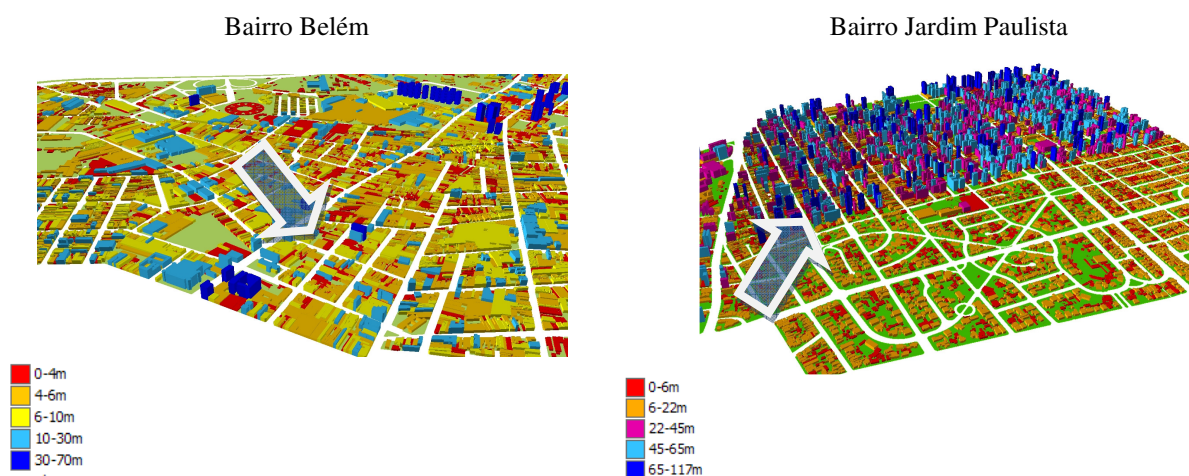 Bairro Belém
Bairro Jardim Paulista
0-4m
4-6m
6-10m
10-30m
30-70m
0-6m
6-22m
22-45m
45-65m
65-117m